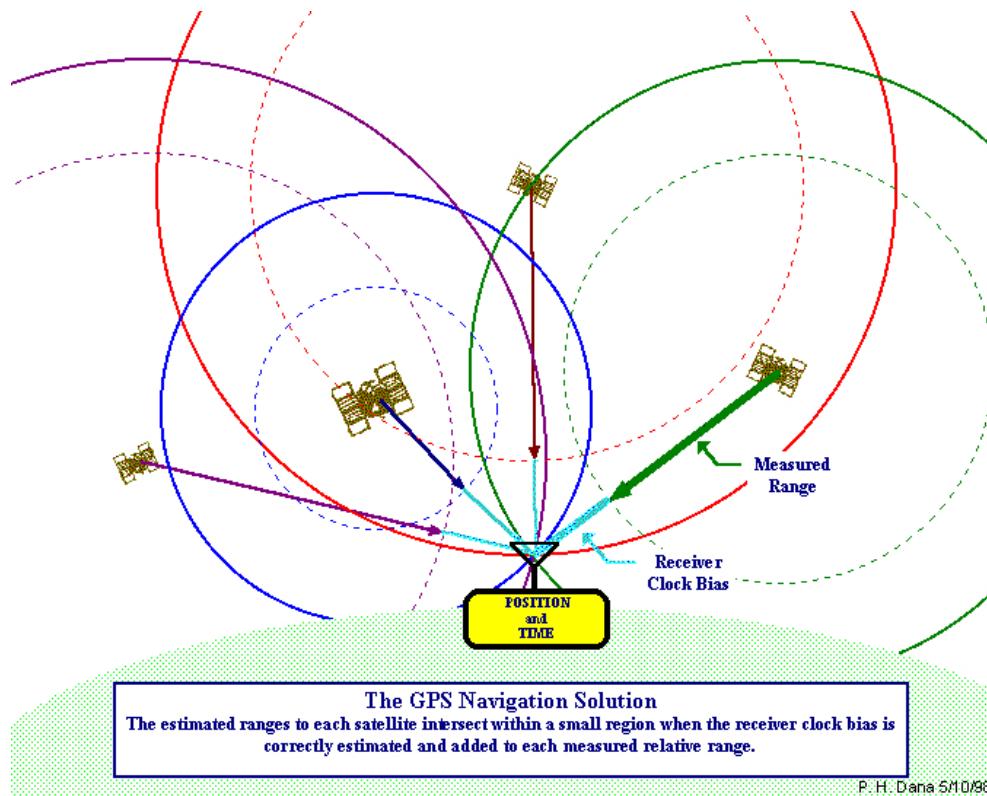 Measured
Range
Receiver
Clock Bias
POSITION
and
TIME
The GPS Navigation Solution
The estimated ranges to each satellite intersect within a small region when the receiver clock bias is
correctly estimated and added to each measured relative range.
P. H. Dana 5/10/98